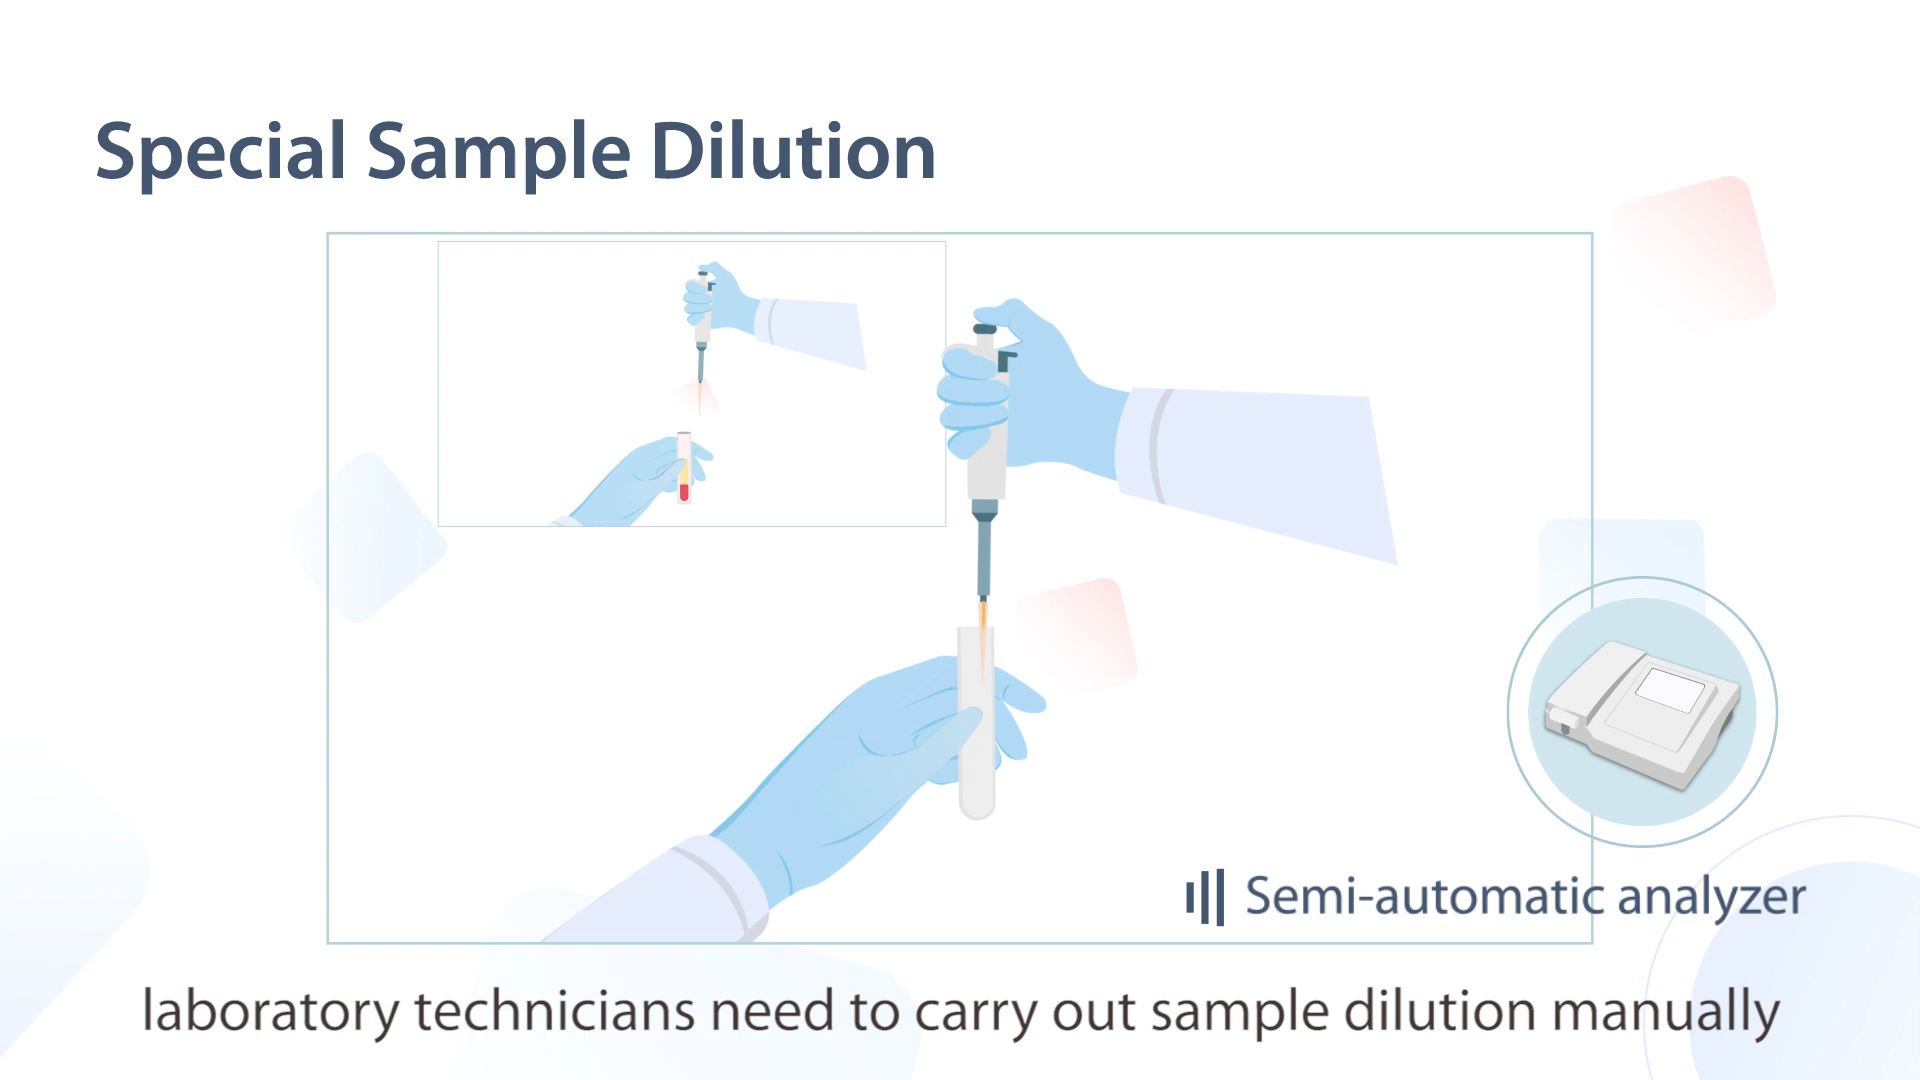 Special Sample Dilution
Semi-automatic analyzer
laboratory technicians need to carry out sample dilution manually